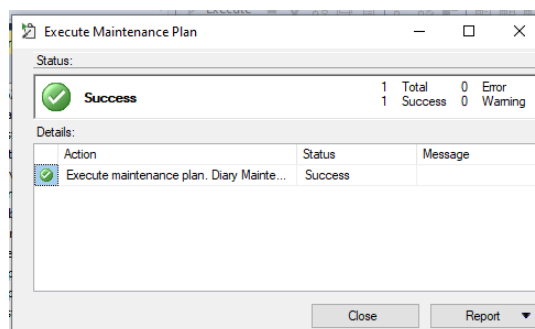 Execute
Execute Maintenance Plan
Status:
Success
1 Total 0 Error
1 Success 0 Warning
Details:
Action Status Message
Execute maintenance plan. Diary Mainte... Success
Close Report